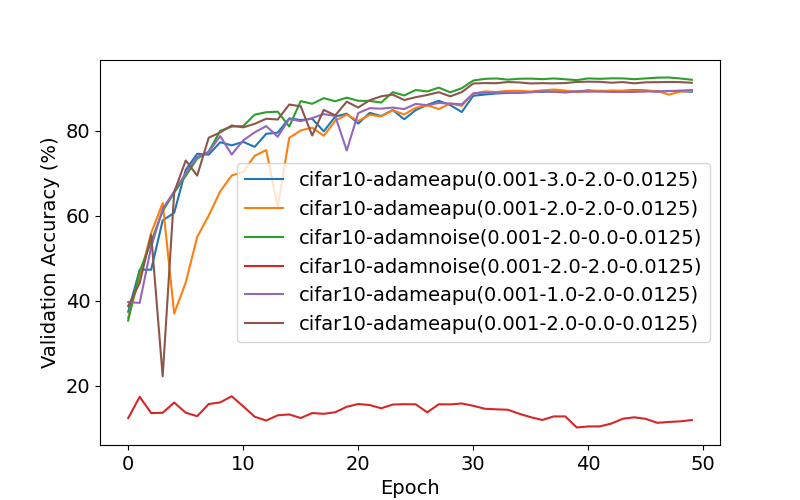 80
60
40
20
Validation Accuracy (%)
cifar10-adameapu(0.001-3.0-2.0-0.0125)
cifar10-adameapu(0.001-2.0-2.0-0.0125)
cifar10-adamnoise(0.001-2.0-0.0-0.0125)
cifar10-adamnoise(0.001-2.0-2.0-0.0125)
cifar10-adameapu(0.001-1.0-2.0-0.0125)
cifar10-adameapu(0.001-2.0-0.0-0.0125)
0 10 20 30 40 50
Epoch